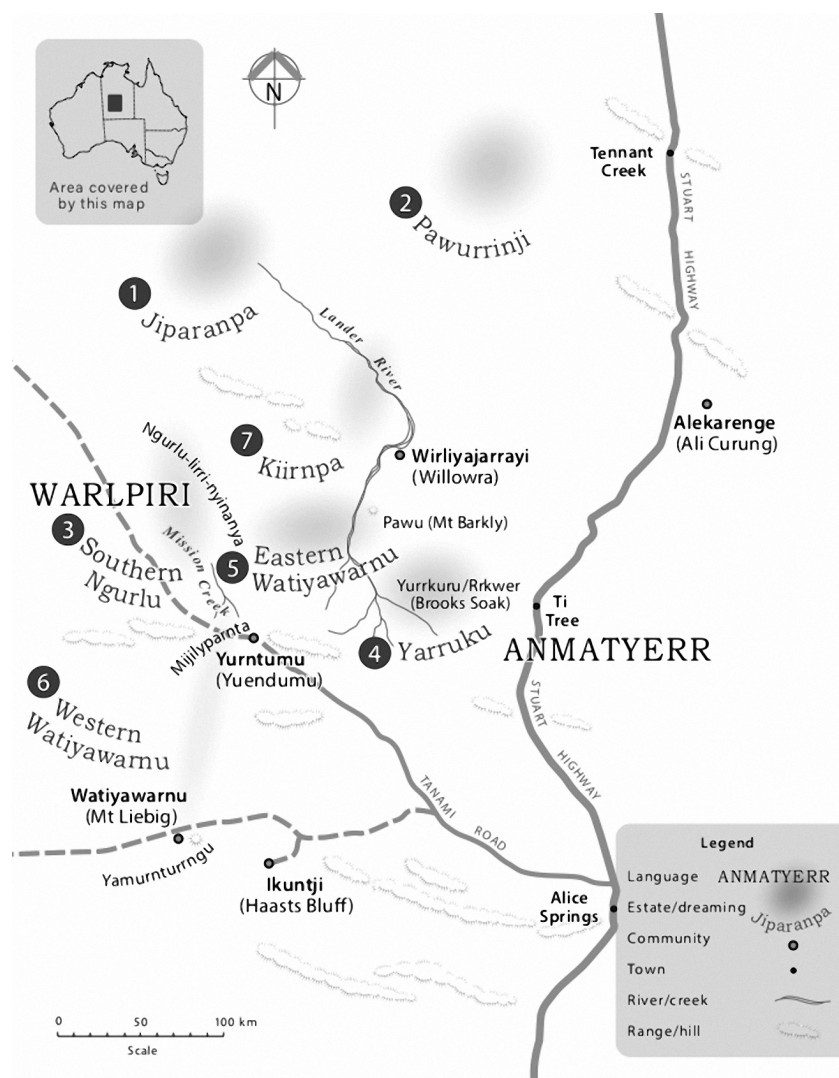 Area covered
by this map
N
Tennant
Creek
STUART
HIGHWAY
2
Pawurrinji
1
Jiparanpa
Lander
River
Alekarenge
(Ali Curung)
7
Kiirnpa
Ngurlu-lirri-nyinanya
Wirliyajarrayi
(Willowra)
WARLPIRI
Pawu (Mt Barkly)
3
Southern
Ngurlu
Mission Creek
5
Eastern
Watiyawarnu
Yurrkuru/Rrkwer
(Brooks Soak)
Ti
Tree
Mijilyparnta
4
Yarruku
ANMATYERR
Yurntumu
(Yuendumu)
6
Western
Watiyawarnu
STUART
HIGHWAY
Watiyawarnu
(Mt Liebig)
TANAMI
ROAD
Yamurnturrngu
Ikuntji
(Haasts Bluff)
Alice
Springs
Legend
Language ANMATYERR
Estate/dreaming Jiparanpa
Community
Town
River/creek
Range/hill
0 50 100 km
Scale